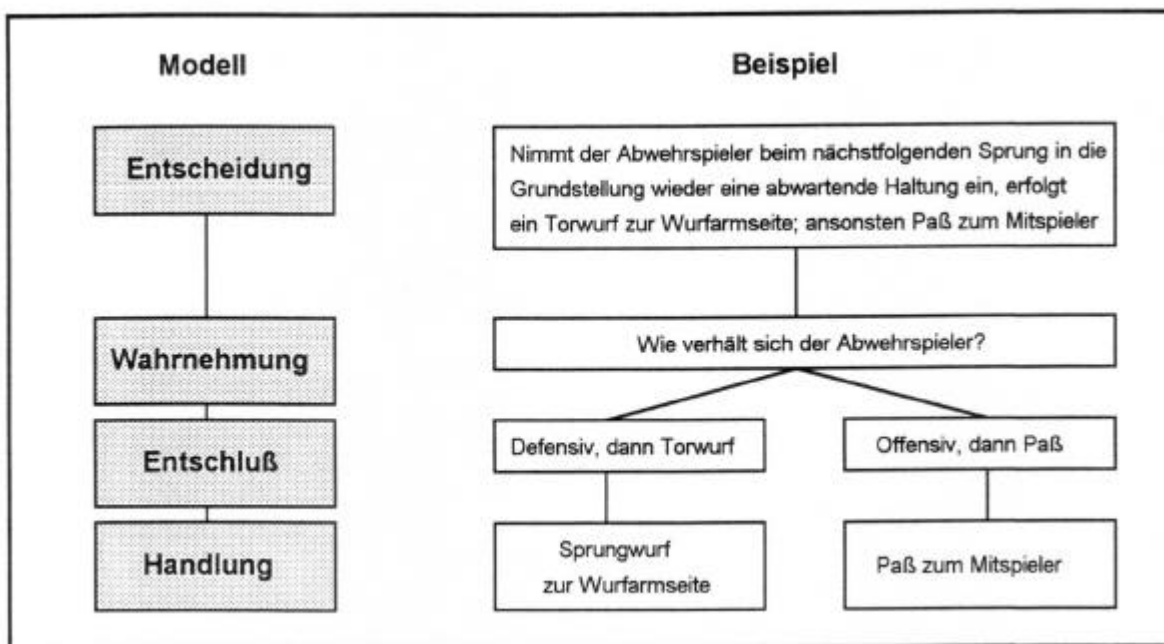 Modell
Beispiel
Entscheidung
Nimmt der Abwehrspieler beim nächstfolgenden Sprung in die
Grundstellung wieder eine abwartende Haltung ein, erfolgt
ein Torwurf zur Wurfarmseite; ansonsten Paß zum Mitspieler
Wahrnehmung
Wie verhält sich der Abwehrspieler?
Entschluß
Defensiv, dann Torwurf
Offensiv, dann Paß
Handlung
Sprungwurf
zur Wurfarmseite
Paß zum Mitspieler